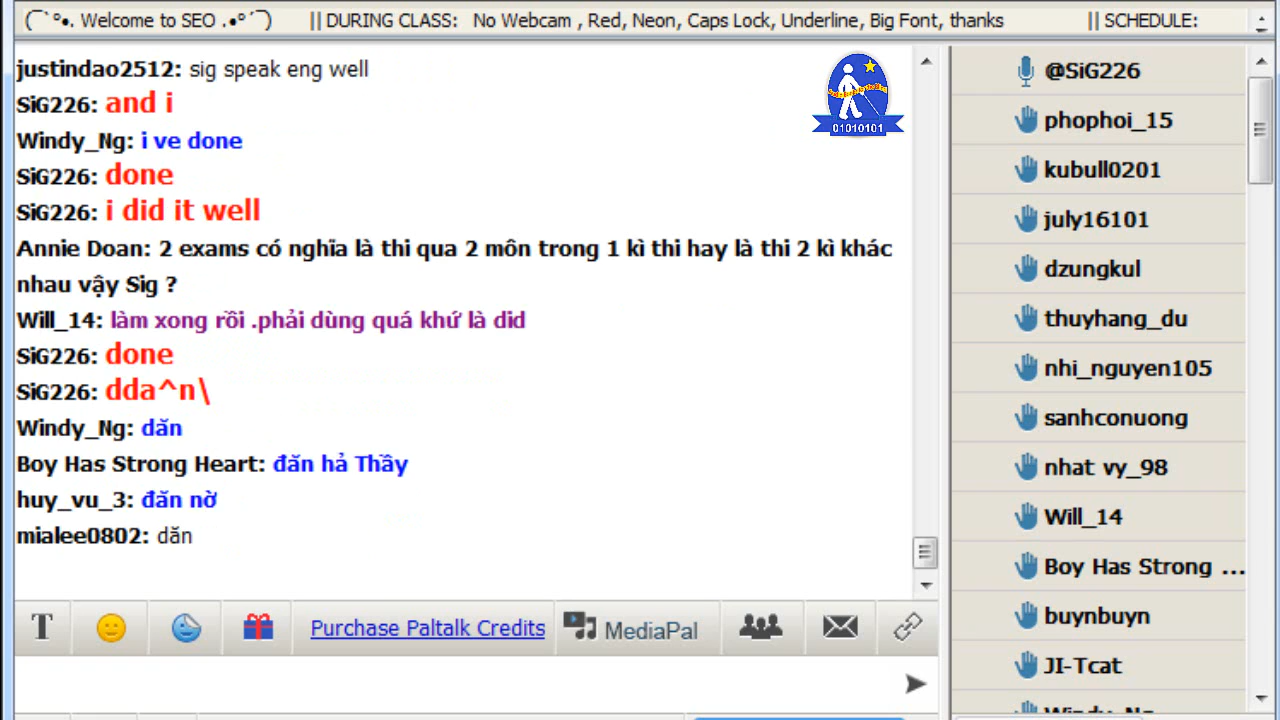 (¯`°•. Welcome to SEO .•°´¯) || DURING CLASS: No Webcam , Red, Neon, Caps Lock, Underline, Big Font, thanks || SCHEDULE:
justindao2512: sig speak eng well
SiG226: and i
Windy_Ng: i ve done
SiG226: done
SiG226: i did it well
Annie Doan: 2 exams có nghĩa là thi qua 2 môn trong 1 kì thi hay là thi 2 kì khác
nhau vậy Sig ?
Will_14: làm xong rồi .phải dùng quá khứ là did
SiG226: done
SiG226: dda^n\
Windy_Ng: dăn
Boy Has Strong Heart: đăn hả Thầy
huy_vu_3: đăn nờ
mialee0802: dăn
01010101
T
Purchase Paltalk Credits
MediaPal
@SiG226
phophoi_15
kubull0201
july16101
dzungkul
thuyhang_du
nhi_nguyen105
sanhconuong
nhat vy_98
Will_14
Boy Has Strong ...
buynbuyn
JI-Tcat
Windy_Ng